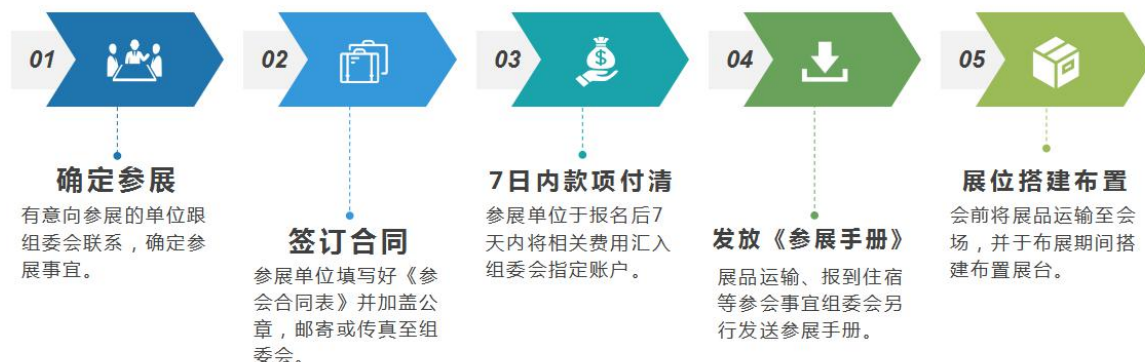 01
02
03
04
05
确定参展
有意向参展的单位跟
组委会联系，确定参
展事宜。
签订合同
参展单位填写好《参
会合同表》并加盖公
章，邮寄或传真至组
委会。
7日内款项付清
参展单位于报名后7
天内将相关费用汇入
组委会指定账户。
发放《参展手册》
展品运输、报到住宿
等参会事宜组委会另
行发送参展手册。
展位搭建布置
会前将展品运输至会
场，并于布展期间搭
建布置展台。